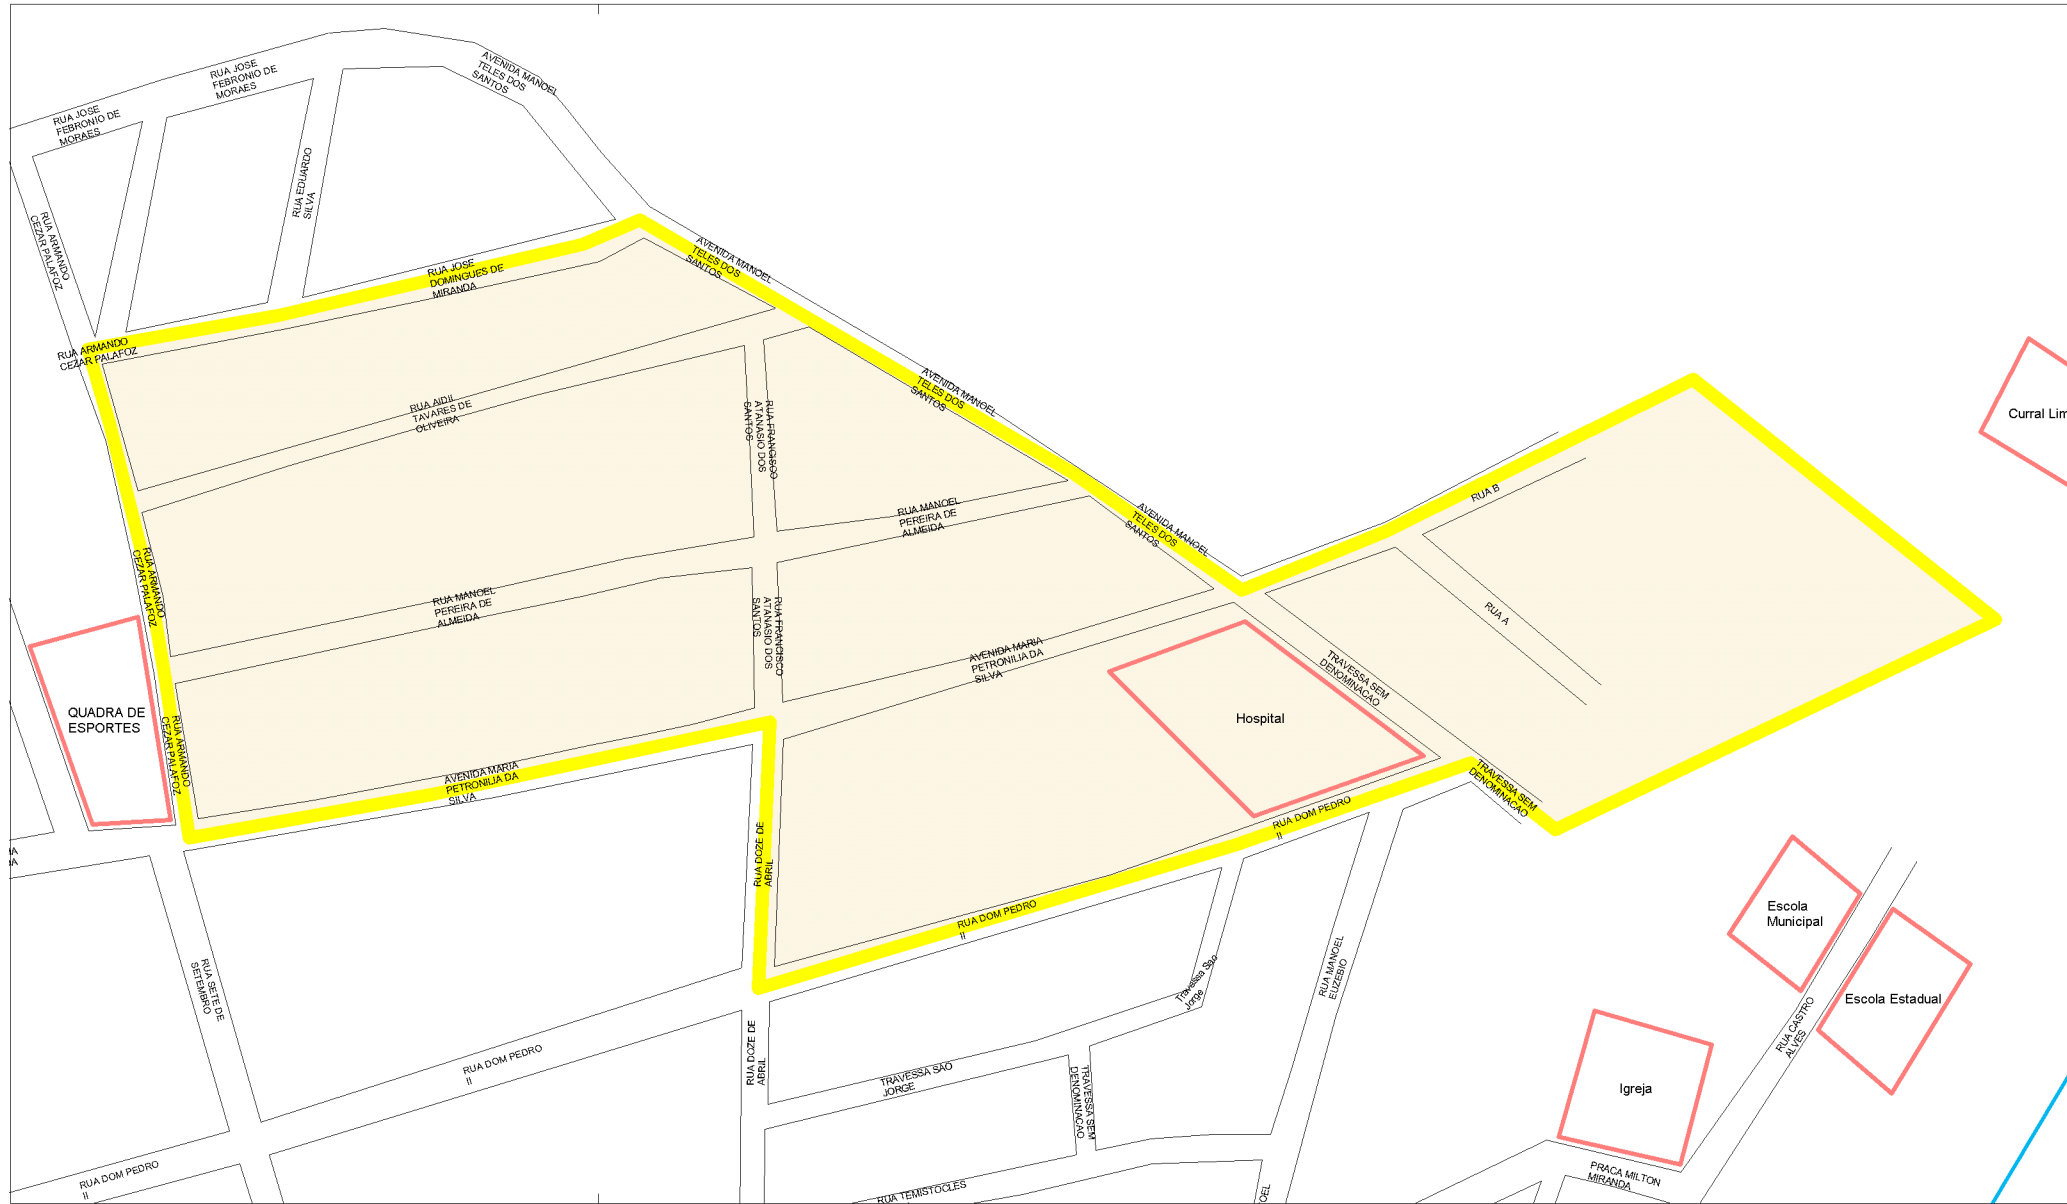 AVENIDA MANOEL
TELES DOS
SANTOS
RUA JOSE
FEBRONIO DE
MORAES
RUA JOSE
FEBRONIO DE
MORAES
RUA EDUARDO
SILVA
RUA ARMANDO
CEZAR PALAFOZ
AVENIDA MANOEL
TELES DOS
SANTOS
RUA JOSE
DOMINGUES DE
MIRANDA
RUA ARMANDO
CEZAR PALAFOZ
AVENIDA MANOEL
TELES DOS
SANTOS
RUA AIDIL
TAVARES DE
OLIVEIRA
RUA FRANCISCO
ATANASIO DOS
SANTOS
Curral Lim
RUA B
RUA MANOEL
PEREIRA DE
ALMEIDA
AVENIDA MANOEL
TELES DOS
SANTOS
RUA ARMANDO
CEZAR PALAFOZ
RUA MANOEL
PEREIRA DE
ALMEIDA
RUA FRANCISCO
ATANASIO DOS
SANTOS
RUA A
AVENIDA MARIA
PETRONILIA DA
SILVA
TRAVESSA SEM
DENOMINACAO
QUADRA DE
ESPORTES
Hospital
RUA ARMANDO
CEZAR PALAFOZ
AVENIDA MARIA
PETRONILIA DA
SILVA
TRAVESSA SEM
DENOMINACAO
RUA DOM PEDRO
II
RUA DOZE DE
ABRIL
Escola
Municipal
RUA DOM PEDRO
II
RUA SETE DE
SETEMBRO
Travessa Sao
Jorge
RUA MANOEL
EUZEBIO
Escola Estadual
RUA CASTRO
ALVES
RUA DOZE DE
ABRIL
RUA DOM PEDRO
II
TRAVESSA SAO
JORGE
TRAVESSA SEM
DENOMINACAO
Igreja
RUA DOM PEDRO
II
PRACA MILTON
MIRANDA
RUA TEMISTOCLES
OEL